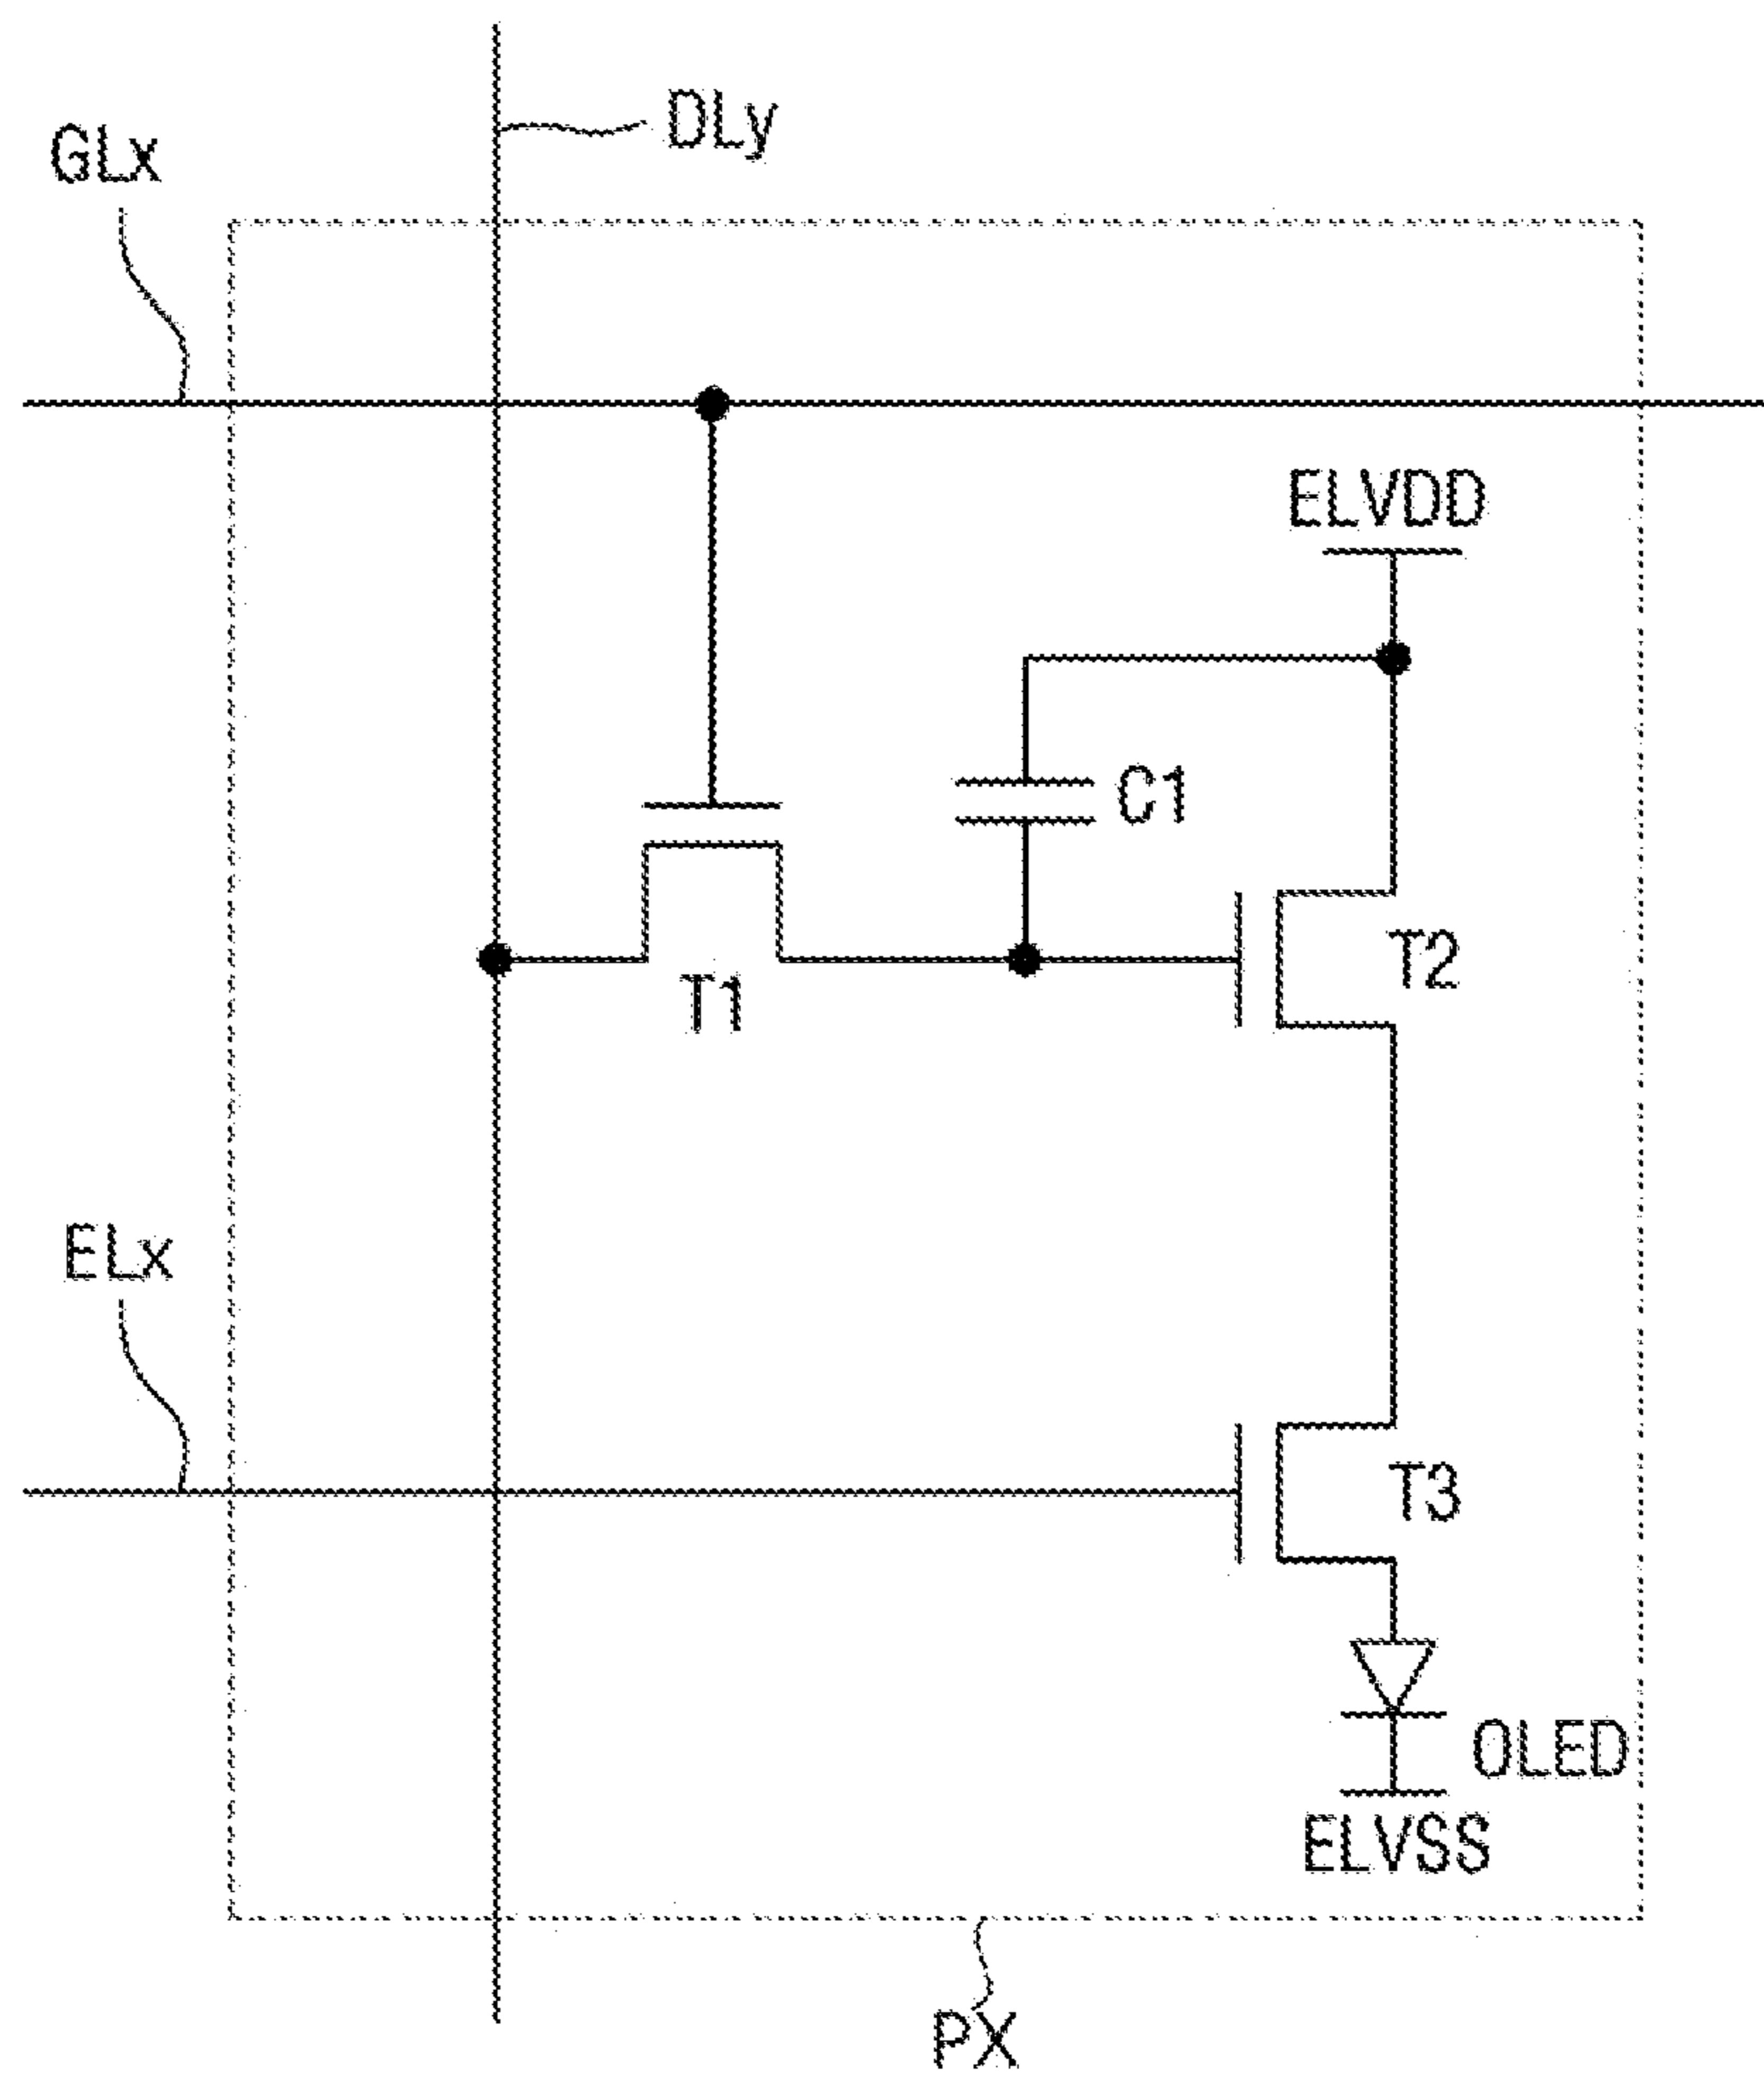 DLy
GLx
ELVDD
C1
T2
T1
ELx
T3
OLED
ELVSS
PX